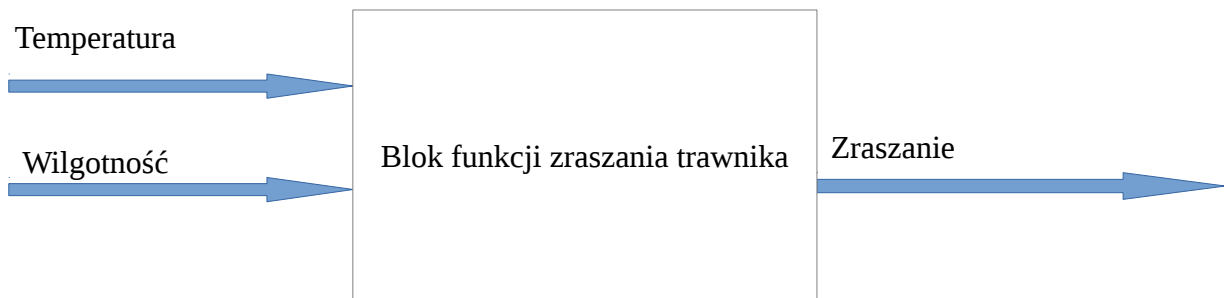 Temperatura
Wilgotność
Blok funkcji zraszania trawnika
Zraszanie